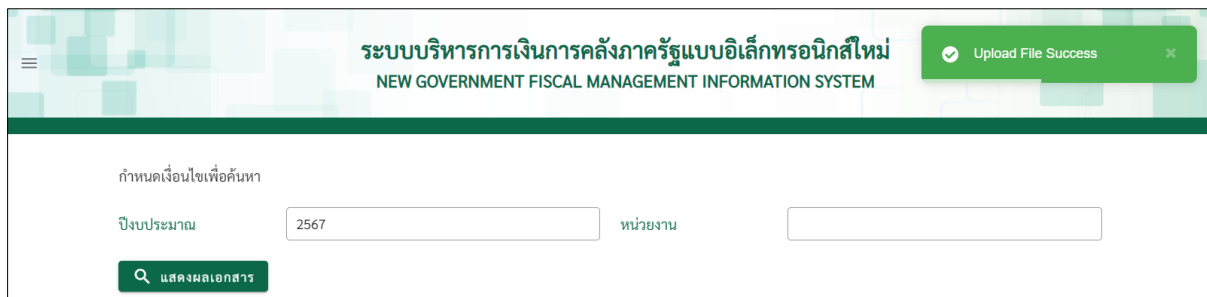 ระบบบริหารการเงินการคลังภาครัฐแบบอิเล็กทรอนิกส์ใหม่
NEW GOVERNMENT FISCAL MANAGEMENT INFORMATION SYSTEM
Upload File Success
กำหนดเงื่อนไขเพื่อค้นหา
ปีงบประมาณ 2567 หน่วยงาน
แสดงผลเอกสาร